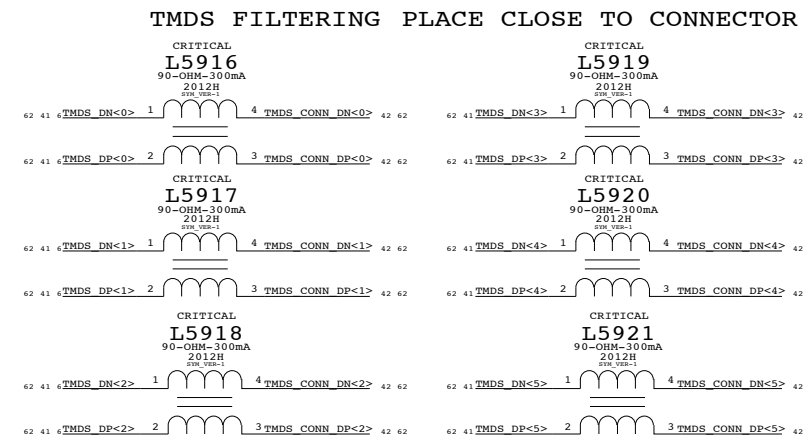 TMDS FILTERING PLACE CLOSE TO CONNECTOR
CRITICAL
L5916
90-OHM-300mA
2012H
SYM_VER-1
62 41 6 TMDS_DN<0> 1 4 TMDS_CONN_DN<0> 42 62
62 41 6 TMDS_DP<0> 2 3 TMDS_CONN_DP<0> 42 62
CRITICAL
L5917
90-OHM-300mA
2012H
SYM_VER-1
62 41 6 TMDS_DN<1> 1 4 TMDS_CONN_DN<1> 42 62
62 41 6 TMDS_DP<1> 2 3 TMDS_CONN_DP<1> 42 62
CRITICAL
L5918
90-OHM-300mA
2012H
SYM_VER-1
62 41 6 TMDS_DN<2> 1 4 TMDS_CONN_DN<2> 42 62
62 41 6 TMDS_DP<2> 2 3 TMDS_CONN_DP<2> 42 62
CRITICAL
L5919
90-OHM-300mA
2012H
SYM_VER-1
62 41 TMDS_DN<3> 1 4 TMDS_CONN_DN<3> 42
62 41 TMDS_DP<3> 2 3 TMDS_CONN_DP<3> 42
CRITICAL
L5920
90-OHM-300mA
2012H
SYM_VER-1
62 41 TMDS_DN<4> 1 4 TMDS_CONN_DN<4> 42
62 41 TMDS_DP<4> 2 3 TMDS_CONN_DP<4> 42
CRITICAL
L5921
90-OHM-300mA
2012H
SYM_VER-1
62 41 TMDS_DN<5> 1 4 TMDS_CONN_DN<5> 42
62 41 TMDS_DP<5> 2 3 TMDS_CONN_DP<5> 42